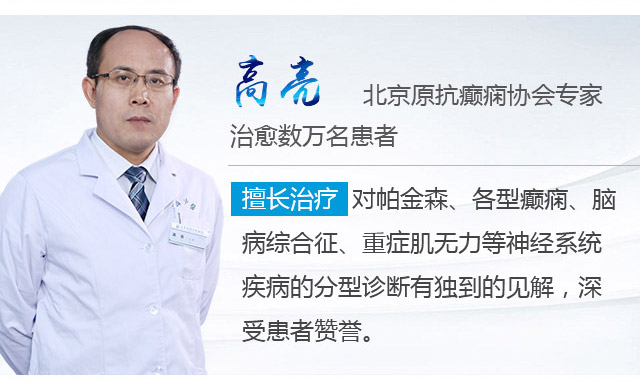 高亮 北京原抗癫痫协会专家
治愈数万名患者
擅长治疗 对帕金森、各型癫痫、脑
病综合征、重症肌无力等神经系统
疾病的分型诊断有独到的见解，深
受患者赞誉。